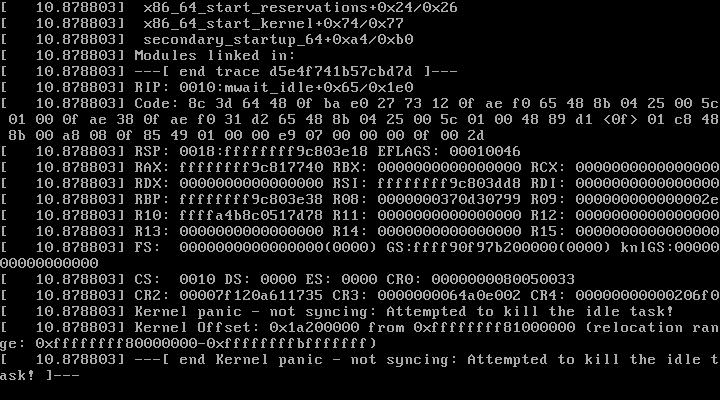 [   10.878803]  x86_64_start_reservations+0x24/0x26
[   10.878803]  x86_64_start_kernel+0x74/0x77
[   10.878803]  secondary_startup_64+0xa4/0xb0
[   10.878803] Modules linked in:
[   10.878803] ---[ end trace d5e4f741b57cbd7d ]---
[   10.878803] RIP: 0010:mwait_idle+0x65/0x1e0
[   10.878803] Code: 8c 3d 64 48 0f ba e0 27 73 12 0f ae f0 65 48 8b 04 25 00 5c
 01 00 0f ae 38 0f ae f0 31 d2 65 48 8b 04 25 00 5c 01 00 48 89 d1 <0f> 01 c8 48
 8b 00 a8 08 0f 85 49 01 00 00 e9 07 00 00 00 0f 00 2d
[   10.878803] RSP: 0018:ffffffff9c803e18 EFLAGS: 00010046
[   10.878803] RAX: ffffffff9c817740 RBX: 0000000000000000 RCX: 0000000000000000
[   10.878803] RDX: 0000000000000000 RSI: ffffffff9c803dd8 RDI: 0000000000000000
[   10.878803] RBP: ffffffff9c803e38 R08: 0000000370d30799 R09: 000000000000002e
[   10.878803] R10: ffffa4b8c0517d78 R11: 0000000000000000 R12: 0000000000000000
[   10.878803] R13: 0000000000000000 R14: 0000000000000000 R15: 0000000000000000
[   10.878803] FS:  0000000000000000(0000) GS:ffff90f97b200000(0000) knlGS:00000
00000000000
[   10.878803] CS:  0010 DS: 0000 ES: 0000 CR0: 0000000080050033
[   10.878803] CR2: 00007f120a611735 CR3: 0000000064a0e002 CR4: 00000000000206f0
[   10.878803] Kernel panic - not syncing: Attempted to kill the idle task!
[   10.878803] Kernel Offset: 0x1a200000 from 0xffffffff81000000 (relocation ran
ge: 0xffffffff80000000-0xffffffffbfffffff)
[   10.878803] ---[ end Kernel panic - not syncing: Attempted to kill the idle t
ask! ]---